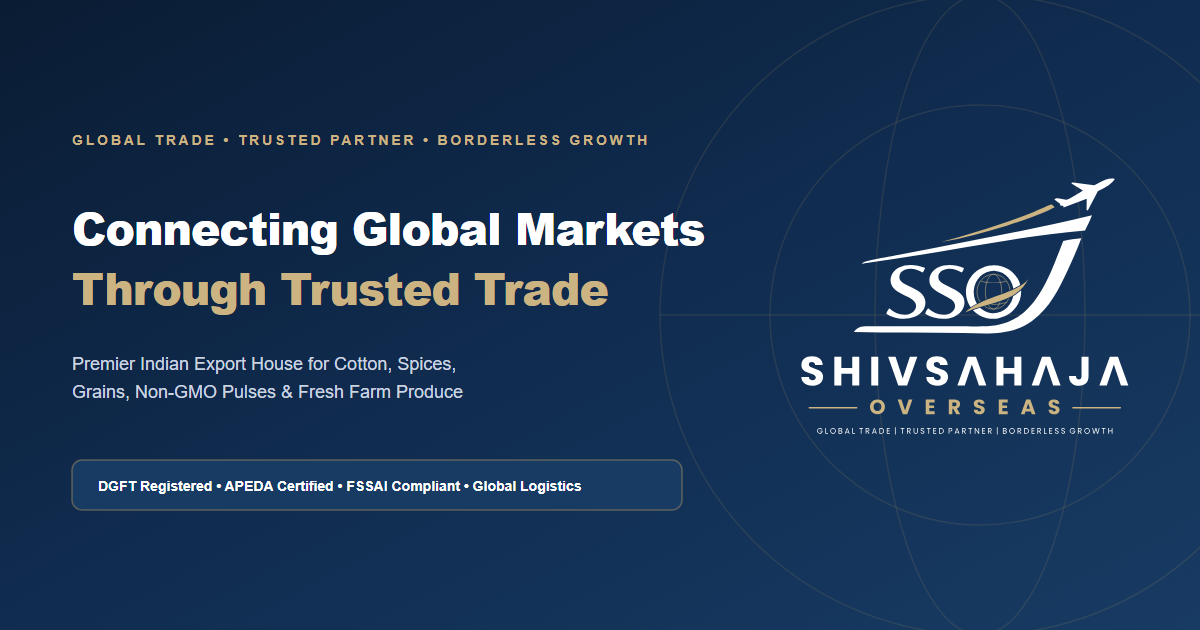 GLOBAL TRADE • TRUSTED PARTNER • BORDERLESS GROWTH
Connecting Global Markets
Through Trusted Trade
Premier Indian Export House for Cotton, Spices,
Grains, Non-GMO Pulses & Fresh Farm Produce
DGFT Registered • APEDA Certified • FSSAI Compliant • Global Logistics
SSO
SHIVSAHAJA
OVERSEAS
GLOBAL TRADE | TRUSTED PARTNER | BORDERLESS GROWTH